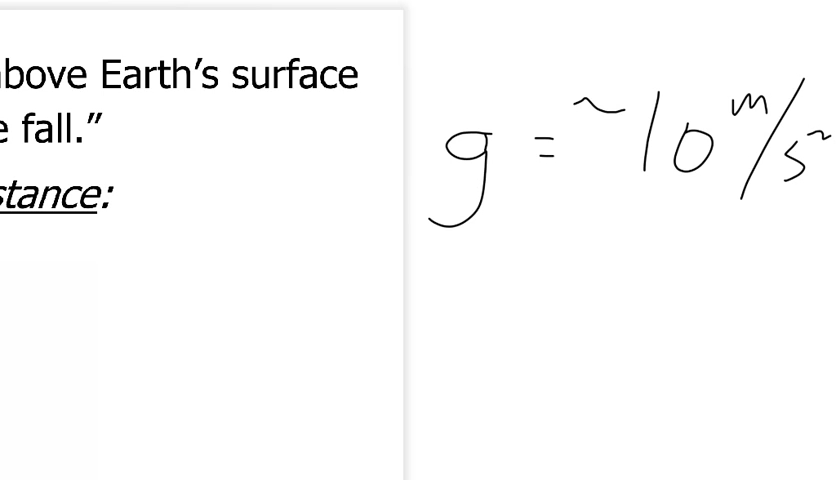 above Earth's surface
e fall."
stance:
g = ~10 m/s²